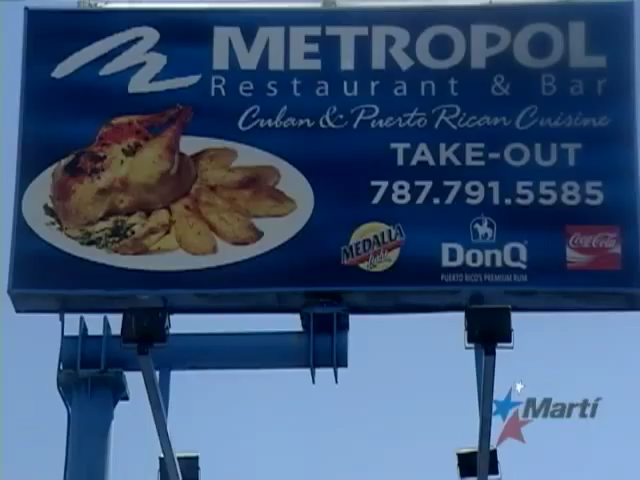 METROPOL
Restaurant & Bar
Cuban & Puerto Rican Cuisine
TAKE-OUT
787.791.5585
MEDALLA
DonQ
PUERTO RICO'S PREMIUM RUM
Coca-Cola
Martí